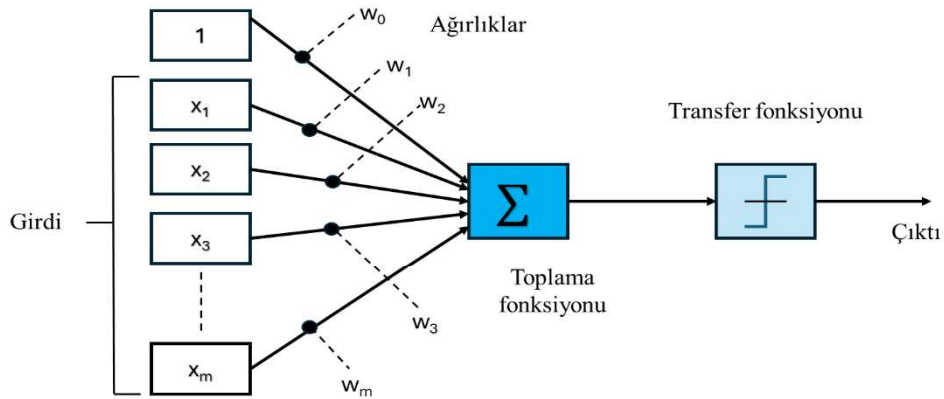 1
w0
Ağırlıklar
x1
w1
w2
Transfer fonksiyonu
x2
Σ
Girdi
x3
Çıktı
Toplama
fonksiyonu
w3
xm
wm